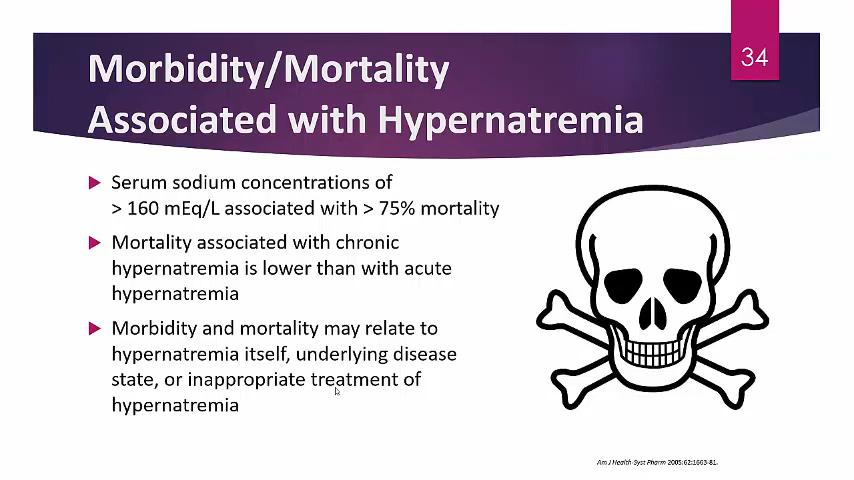 34
Morbidity/Mortality
Associated with Hypernatremia
Serum sodium concentrations of
> 160 mEq/L associated with > 75% mortality
Mortality associated with chronic
hypernatremia is lower than with acute
hypernatremia
Morbidity and mortality may relate to
hypernatremia itself, underlying disease
state, or inappropriate treatment of
hypernatremia
Am J Health-Syst Pharm 2005;62:1663-81.